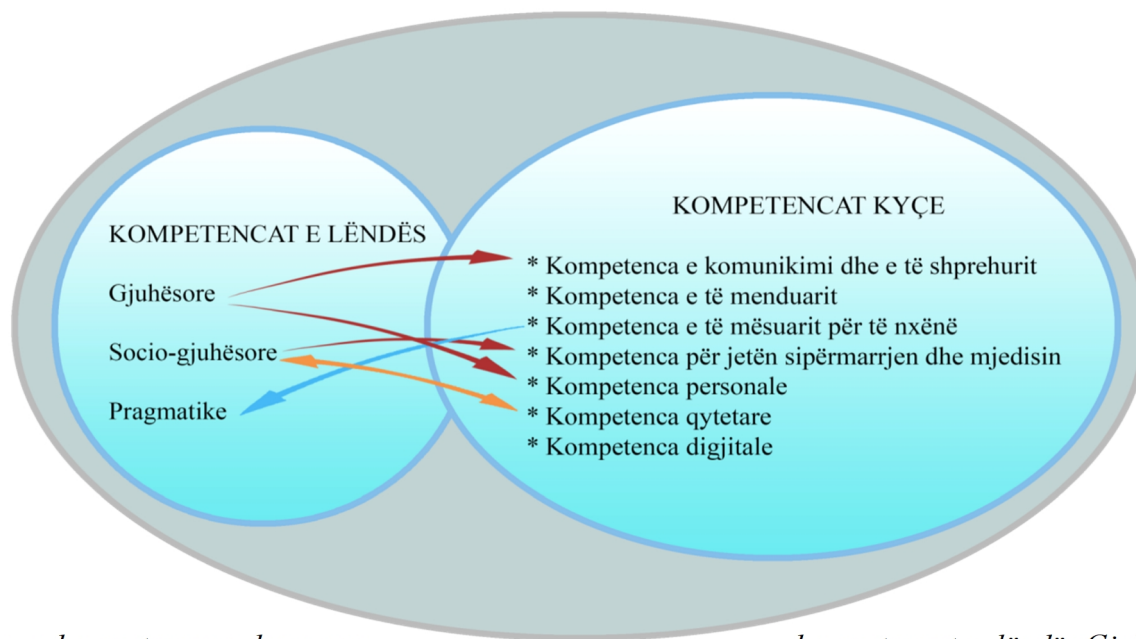 KOMPETENCAT E LËNDËS
Gjuhësore
Socio-gjuhësore
Pragmatike
KOMPETENCAT KYÇE
* Kompetenca e komunikimi dhe e të shprehurit
* Kompetenca e të menduarit
* Kompetenca e të mësuarit për të nxënë
* Kompetenca për jetën sipërmarrjen dhe mjedisin
* Kompetenca personale
* Kompetenca qytetare
* Kompetenca digjitale